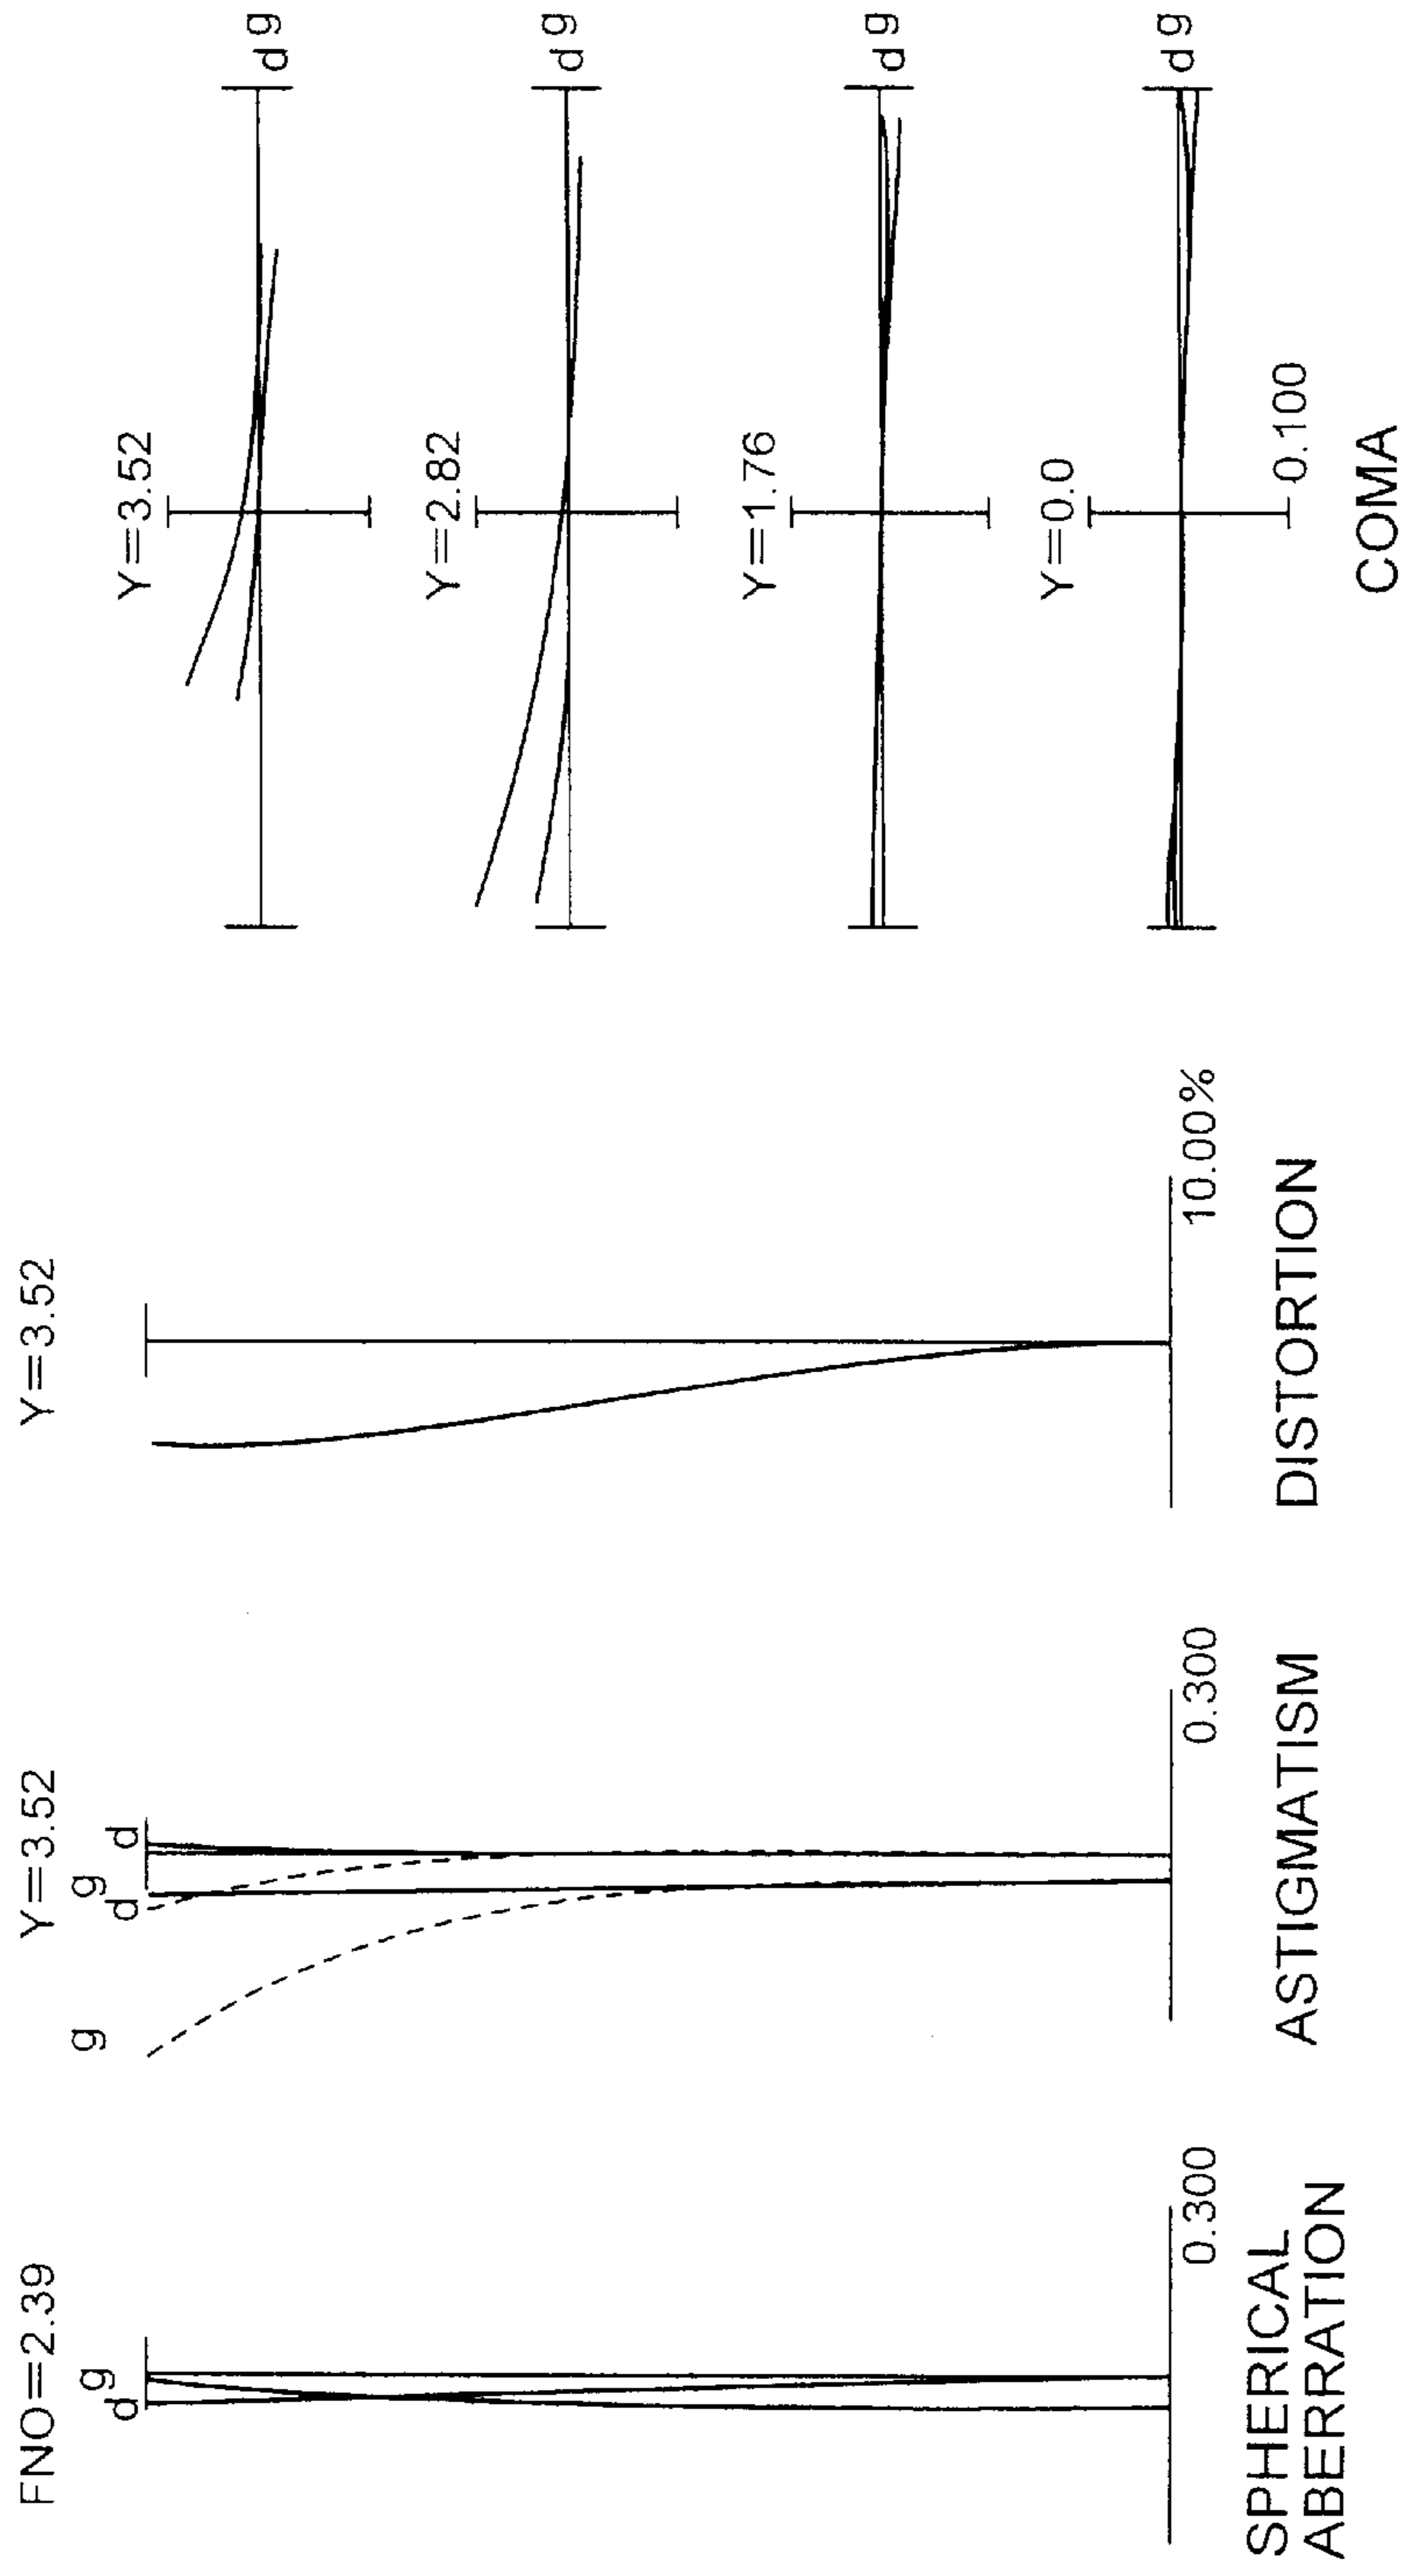 FNO=2.39
g
d
0.300
SPHERICAL
ABERRATION
Y=3.52
g
g
d
d
0.300
ASTIGMATISM
Y=3.52
10.00%
DISTORTION
Y=3.52
d g
Y=2.82
d g
Y=1.76
d g
Y=0.0
d g
0.100
COMA